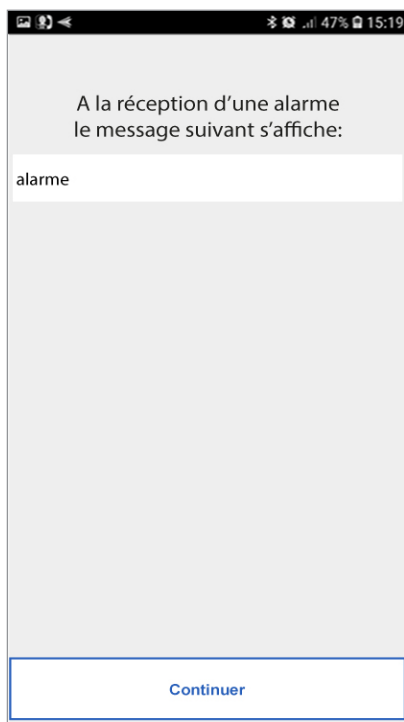 47% 15:19
A la réception d’une alarme
le message suivant s’affiche:
alarme
Continuer